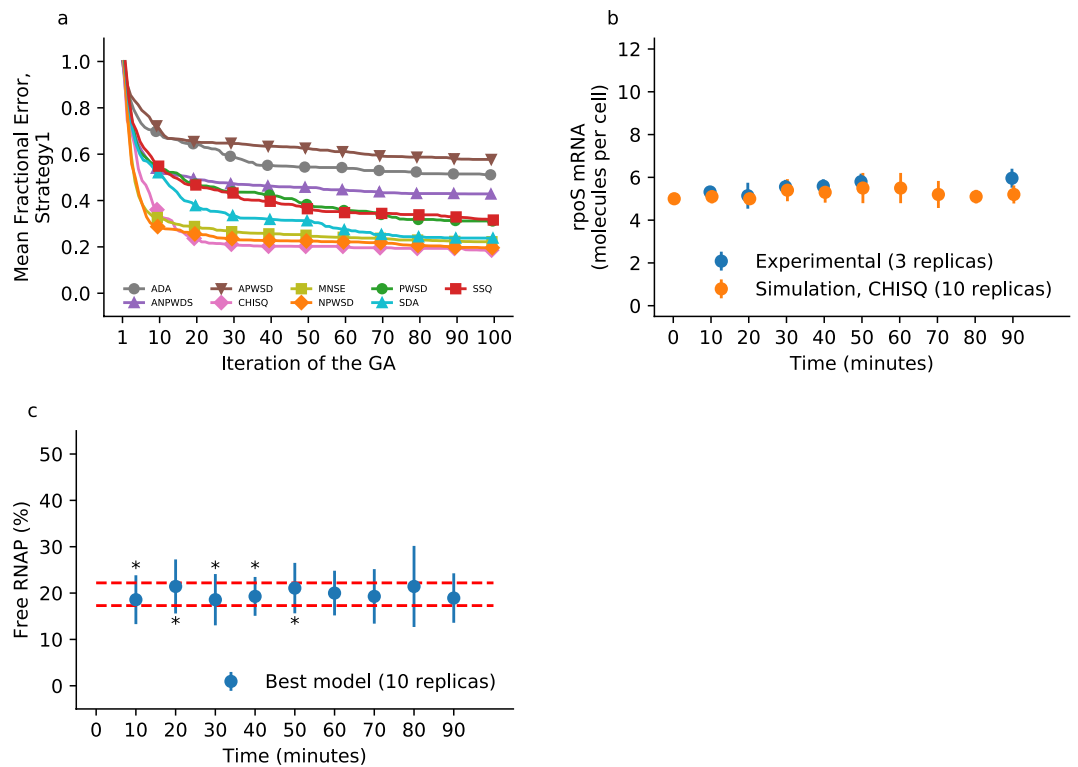 a
Mean Fractional Error,
Strategy1
1.0
0.8
0.6
0.4
0.2
0.0
ADA
APWSD
MNSE
PWSD
SSQ
ANPWDS
CHISQ
NPWSD
SDA
1 10 20 30 40 50 60 70 80 90 100
Iteration of the GA
b
rpoS mRNA
(molecules per cell)
12
10
8
6
4
2
0
Experimental (3 replicas)
Simulation, CHISQ (10 replicas)
0 10 20 30 40 50 60 70 80 90
Time (minutes)
c
Free RNAP (%)
50
40
30
20
10
0
* * *
* *
Best model (10 replicas)
0 10 20 30 40 50 60 70 80 90
Time (minutes)